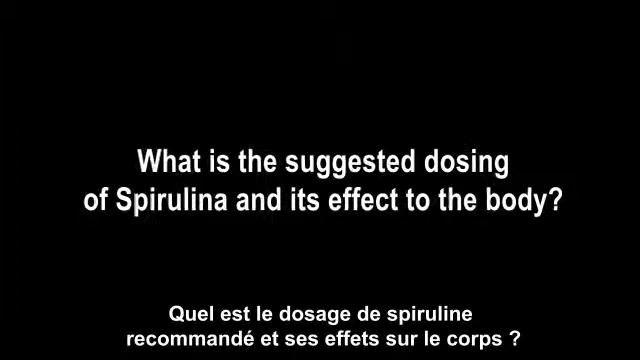 What is the suggested dosing
of Spirulina and its effect to the body?
Quel est le dosage de spiruline
recommandé et ses effets sur le corps ?